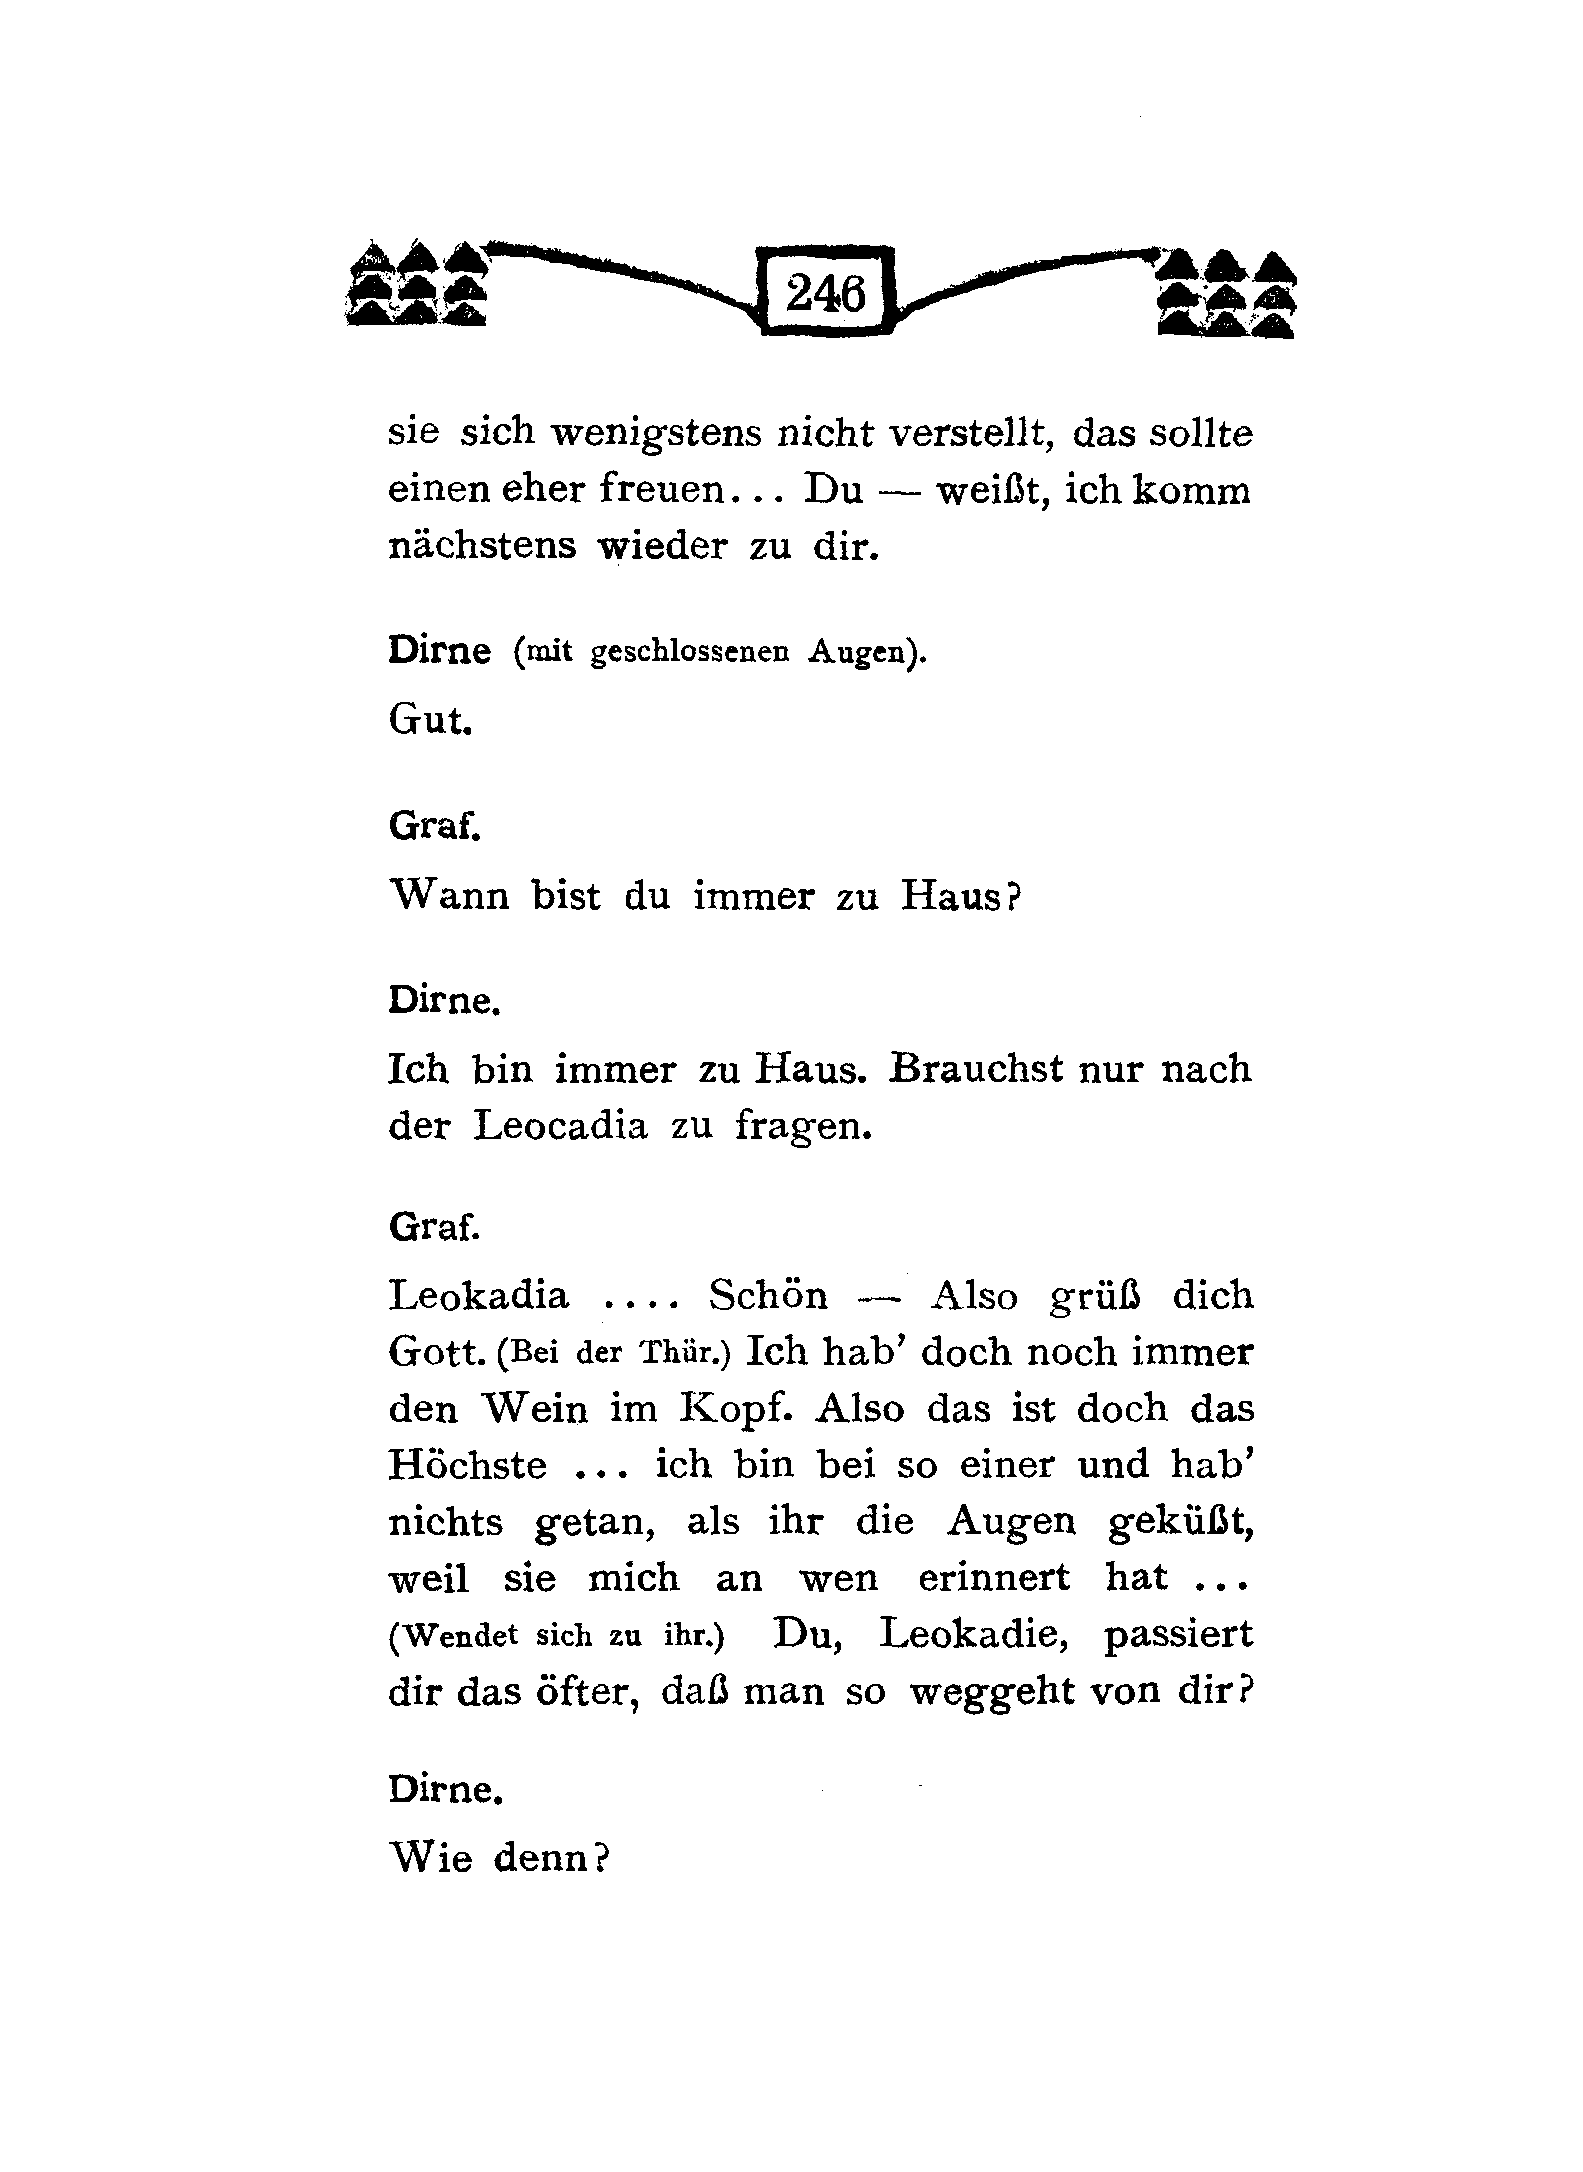 246
sie sich wenigstens nicht verstellt, das sollte
einen eher freuen... Du — weißt, ich komm
nächstens wieder zu dir.
Dirne (mit geschlossenen Augen).
Gut.
Graf.
Wann bist du immer zu Haus?
Dirne.
Ich bin immer zu Haus. Brauchst nur nach
der Leocadia zu fragen.
Graf.
Leokadia .... Schön — Also grüß dich
Gott. (Bei der Thür.) Ich hab’ doch noch immer
den Wein im Kopf. Also das ist doch das
Höchste ... ich bin bei so einer und hab’
nichts getan, als ihr die Augen geküßt,
weil sie mich an wen erinnert hat ...
(Wendet sich zu ihr.) Du, Leokadie, passiert
dir das öfter, daß man so weggeht von dir?
Dirne.
Wie denn?